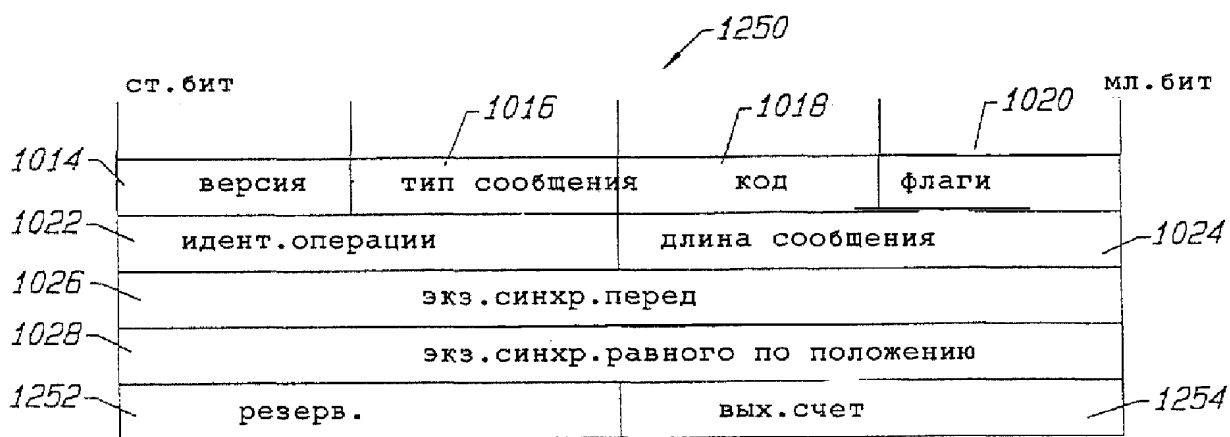 1250
ст.бит мл.бит
1016 1018 1020
1014 версия тип сообщения код флаги
1022 идент.операции длина сообщения 1024
1026 экз.синхр.перед
1028 экз.синхр.равного по положению
1252 резерв. вых.счет 1254